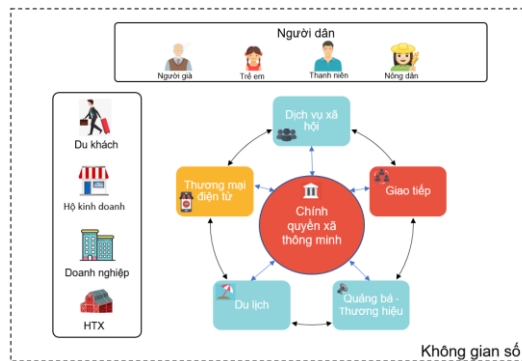 Người dân
Người già
Trẻ em
Thanh niên
Nông dân
Du khách
Hộ kinh doanh
Doanh nghiệp
HTX
Dịch vụ xã
hội
Thương mại
điện tử
Giao tiếp
Chính
quyền xã
thông minh
Du lịch
Quảng bá -
Thương hiệu
Không gian số